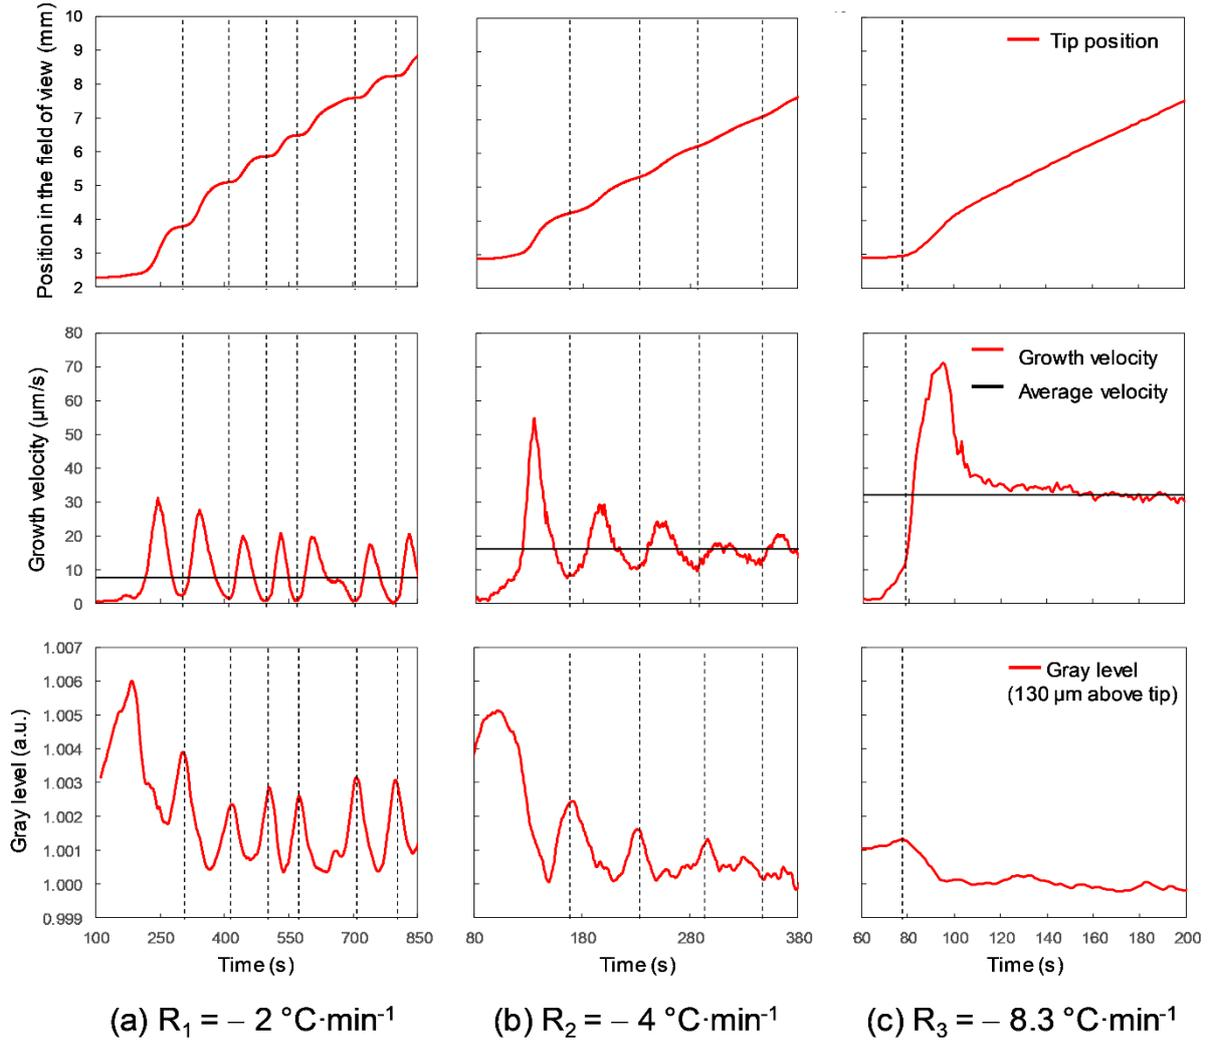 Position in the field of view (mm)
10
9
8
7
6
5
4
3
2
Tip position
Growth velocity (µm/s)
80
70
60
50
40
30
20
10
0
Growth velocity
Average velocity
Gray level (a.u.)
1.007
1.006
1.005
1.004
1.003
1.002
1.001
1.000
0.999
Gray level
(130 µm above tip)
100 250 400 550 700 850
80 180 280 380
60 80 100 120 140 160 180 200
Time (s)
Time (s)
Time (s)
(a) R₁ = – 2 °C·min⁻¹
(b) R₂ = – 4 °C·min⁻¹
(c) R₃ = – 8.3 °C·min⁻¹